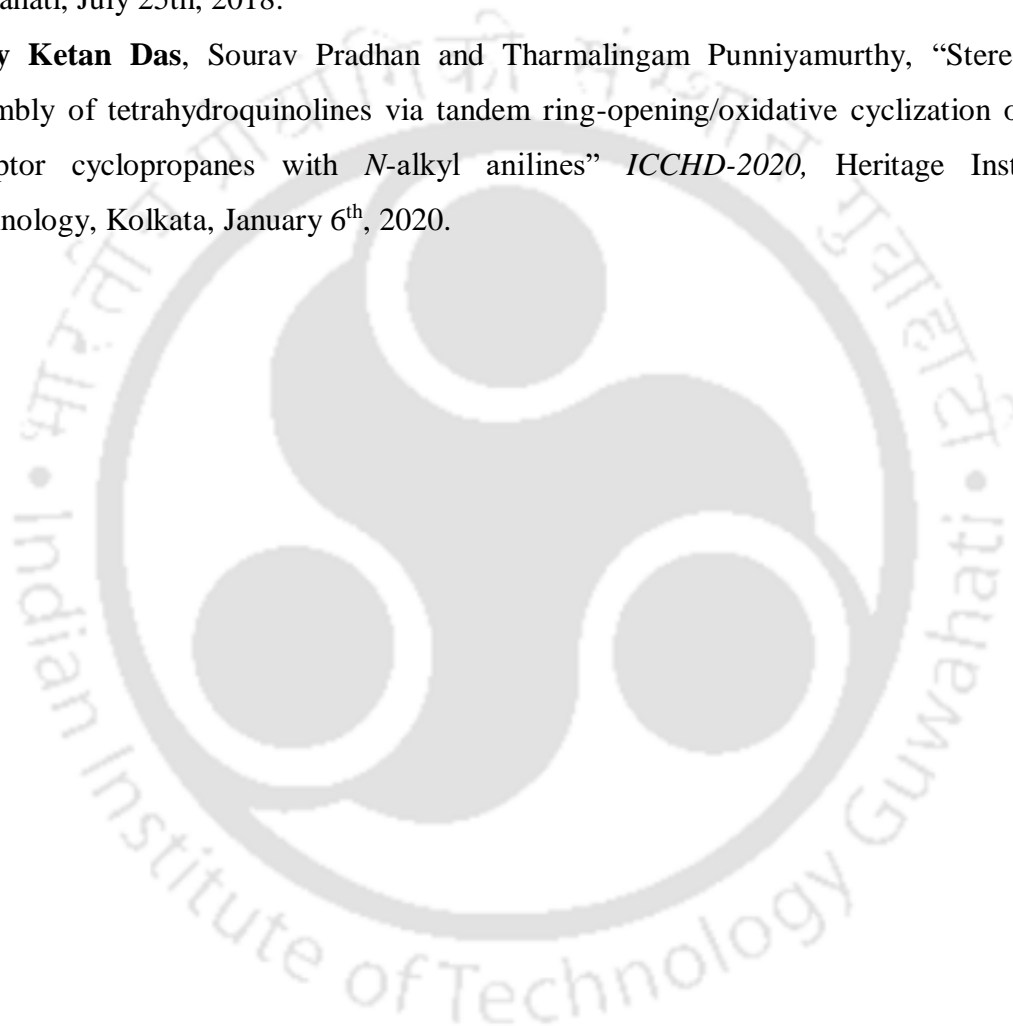 ahati, July 25th, 2018.
y Ketan Das, Sourav Pradhan and Tharmalingam Punniyamurthy, “Stere
mbly of tetrahydroquinolines via tandem ring-opening/oxidative cyclization o
ptor cyclopropanes with N-alkyl anilines” ICCHD-2020, Heritage Inst
nology, Kolkata, January 6th, 2020.
भारतीय प्रौद्योगिकी संस्थान गुवाहाटी
Indian Institute of Technology Guwahati